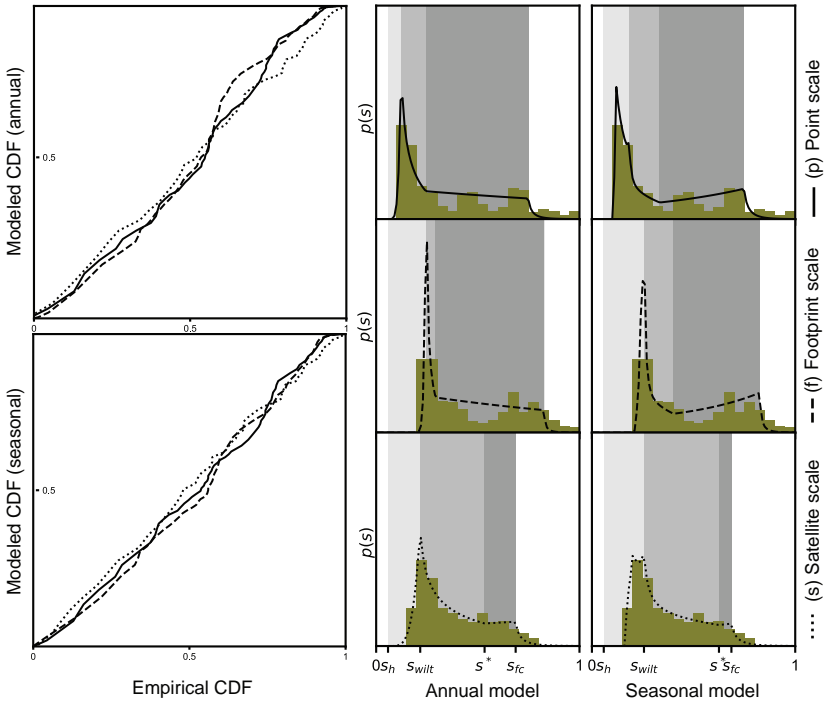 Modeled CDF (annual)
0.5
0
0.5
1
Modeled CDF (seasonal)
0.5
0
0.5
1
Empirical CDF
p(s)
p(s)
p(s)
0 s_h s_wilt s* s_fc 1
Annual model
0 s_h s_wilt s* s_fc 1
Seasonal model
(p) Point scale
(f) Footprint scale
(s) Satellite scale